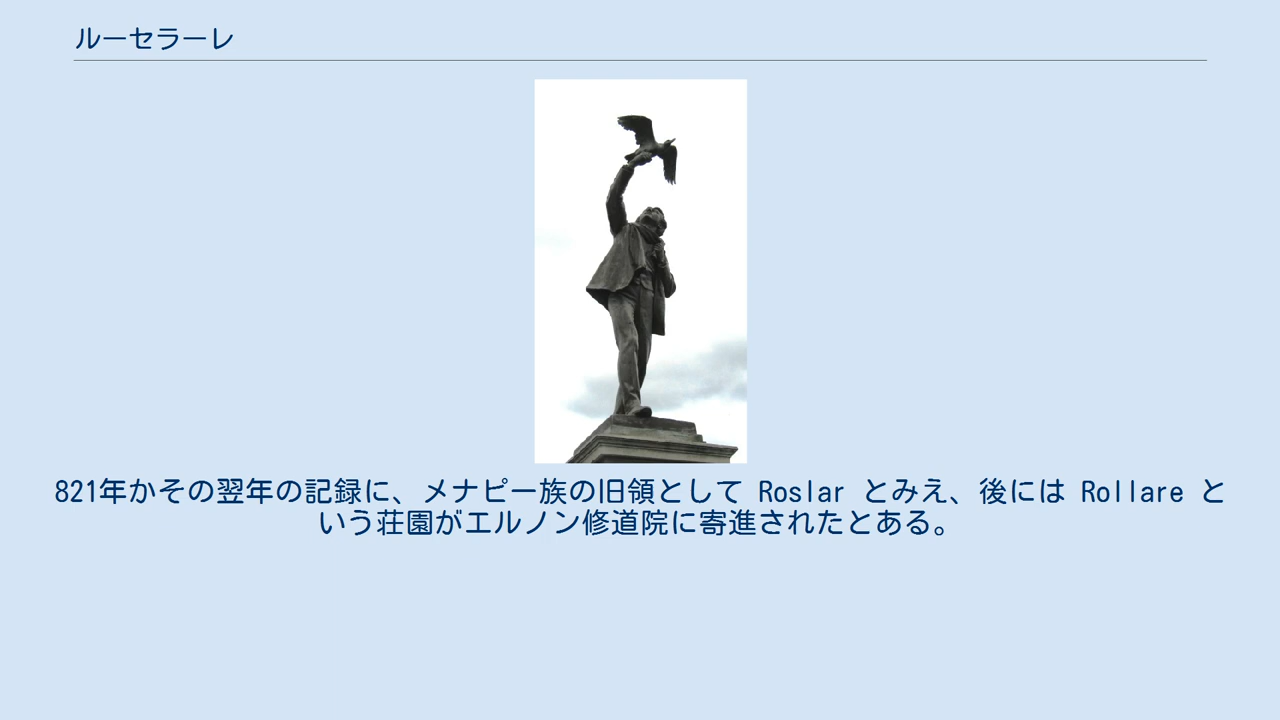 ルーセラーレ
821年かその翌年の記録に、メナピー族の旧領として Roslar とみえ、後には Rollare と
いう荘園がエルノン修道院に寄進されたとある。